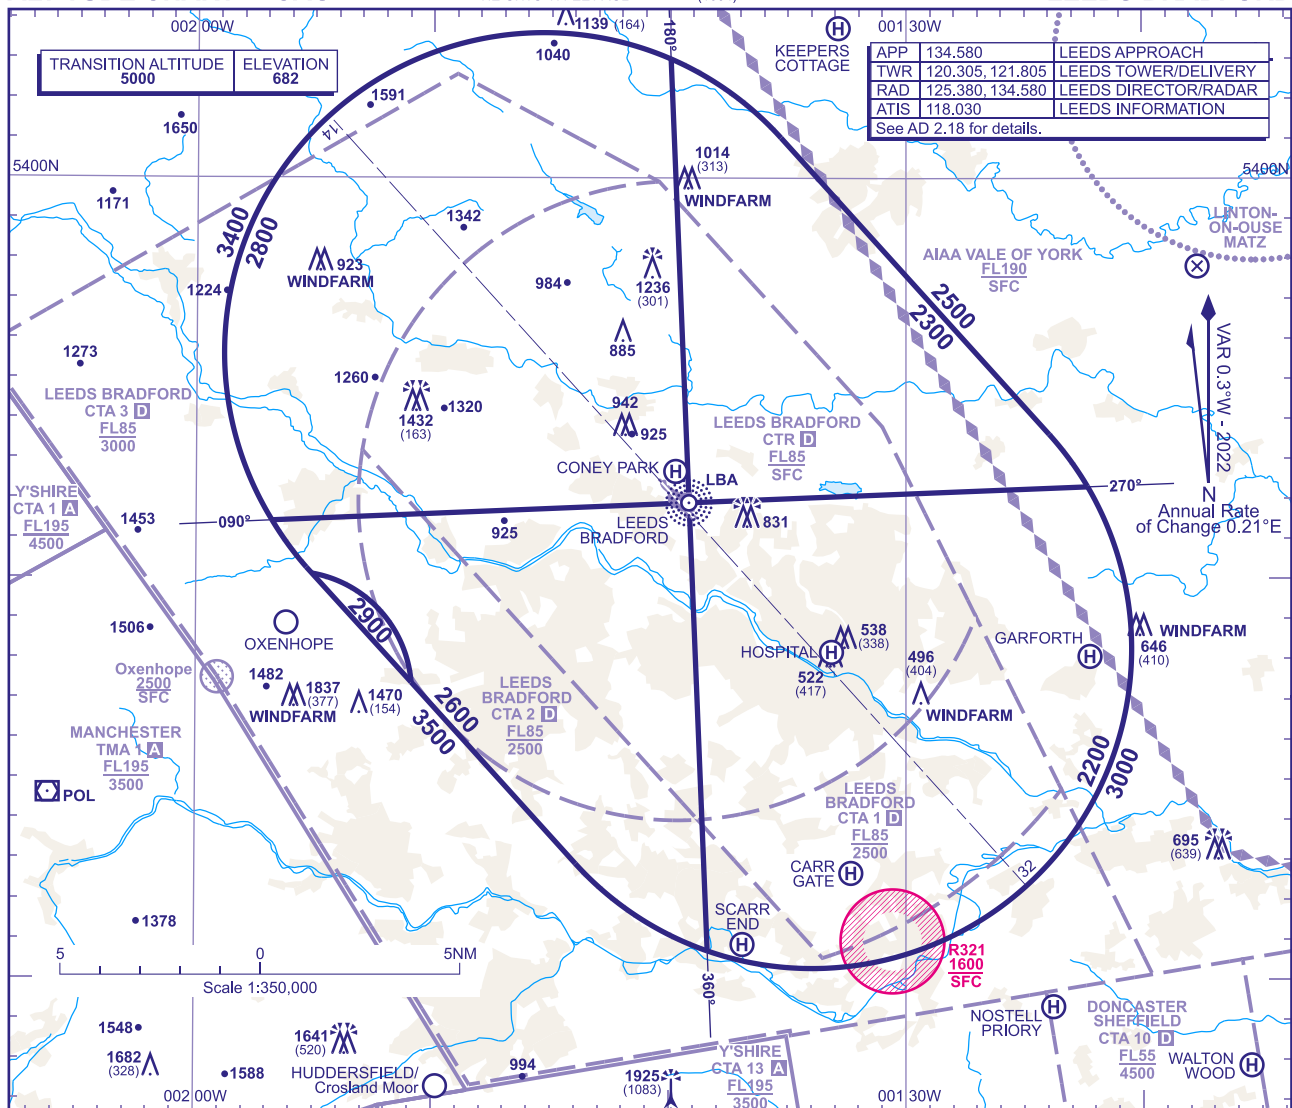 002 00W
1139 (164)
180°
001 30W
KEEPERS
COTTAGE
TRANSITION ALTITUDE
5000
ELEVATION
682
APP 134.580 LEEDS APPROACH
TWR 120.305, 121.805 LEEDS TOWER/DELIVERY
RAD 125.380, 134.580 LEEDS DIRECTOR/RADAR
ATIS 118.030 LEEDS INFORMATION
See AD 2.18 for details.
1040
1591
1650
14
5400N
5400N
1014
(313)
WINDFARM
1171
1342
LINTON-
ON-OUSE
MATZ
3400
2800
923
WINDFARM
1224
984
1236
(301)
AIAA VALE OF YORK
FL190
SFC
2500
2300
885
VAR 0.3°W - 2022
N
Annual Rate
of Change 0.21°E
1273
LEEDS BRADFORD
CTA 3 D
FL85
3000
1260
1432
(163)
1320
942
925
LEEDS BRADFORD
CTR D
FL85
SFC
CONEY PARK H
LBA
LEEDS
BRADFORD
831
270°
090°
925
Y'SHIRE
CTA 1 A
FL195
4500
1453
1506
2900
OXENHOPE
Oxenhope
2500
SFC
1482
1837
(377)
WINDFARM
1470
(154)
2600
3500
LEEDS
BRADFORD
CTA 2 D
FL85
2500
HOSPITAL H
538
(338)
522
(417)
496
(404)
WINDFARM
GARFORTH
H
WINDFARM
646
(410)
2200
3000
MANCHESTER
TMA 1 A
FL195
3500
POL
LEEDS
BRADFORD
CTA 1 D
FL85
2500
695
(639)
CARR
GATE H
32
SCARR
END
H
R321
1600
SFC
360°
1378
5 0 5NM
Scale 1:350,000
1548
1682
(328)
1588
1641
(520)
HUDDERSFIELD/
Crosland Moor
994
1925
(1083)
Y'SHIRE
CTA 13 A
FL195
3500
NOSTELL
PRIORY
H
DONCASTER
SHEFFIELD
CTA 10 D
FL55
4500
WALTON
WOOD H
002 00W
001 30W